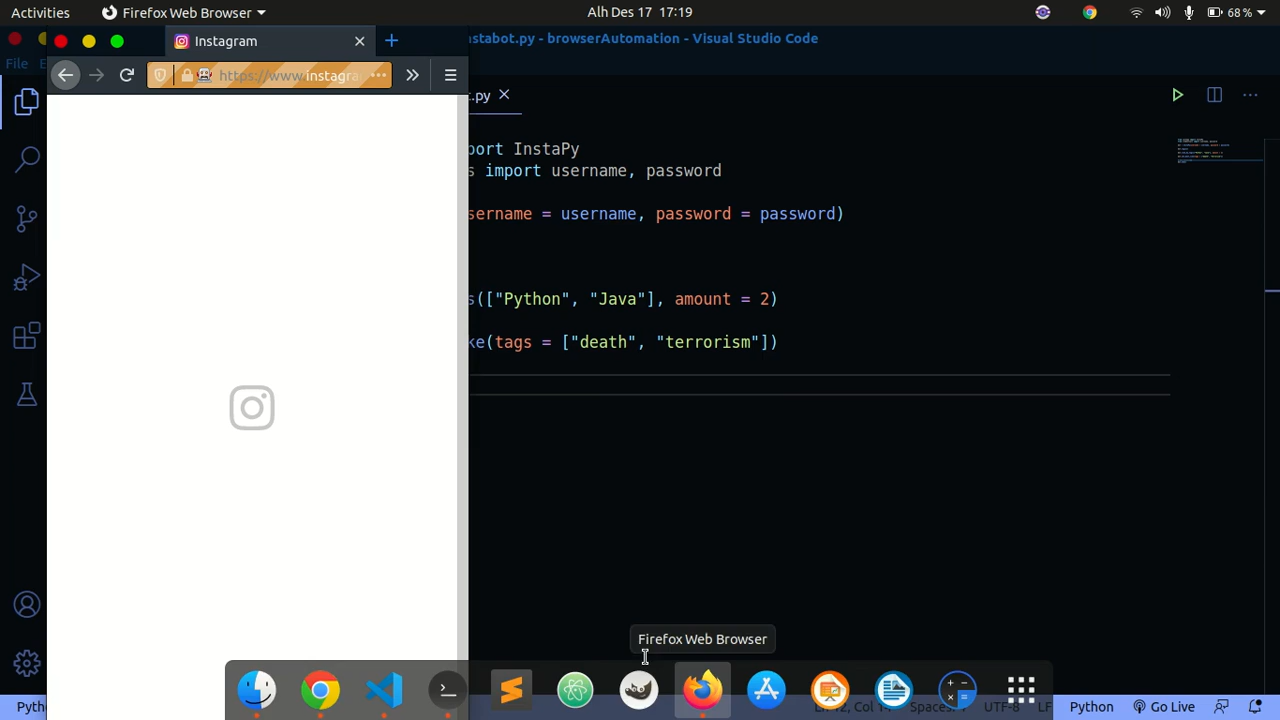 Activities
Firefox Web Browser
Alh Des 17 17:19
68 %
Instagram
https://www.instagra
stabot.py - browserAutomation - Visual Studio Code
File
.py
port InstaPy
s import username, password
sername = username, password = password)
s(["Python", "Java"], amount = 2)
ke(tags = ["death", "terrorism"])
Firefox Web Browser
UTF-8
LF
Python
Go Live